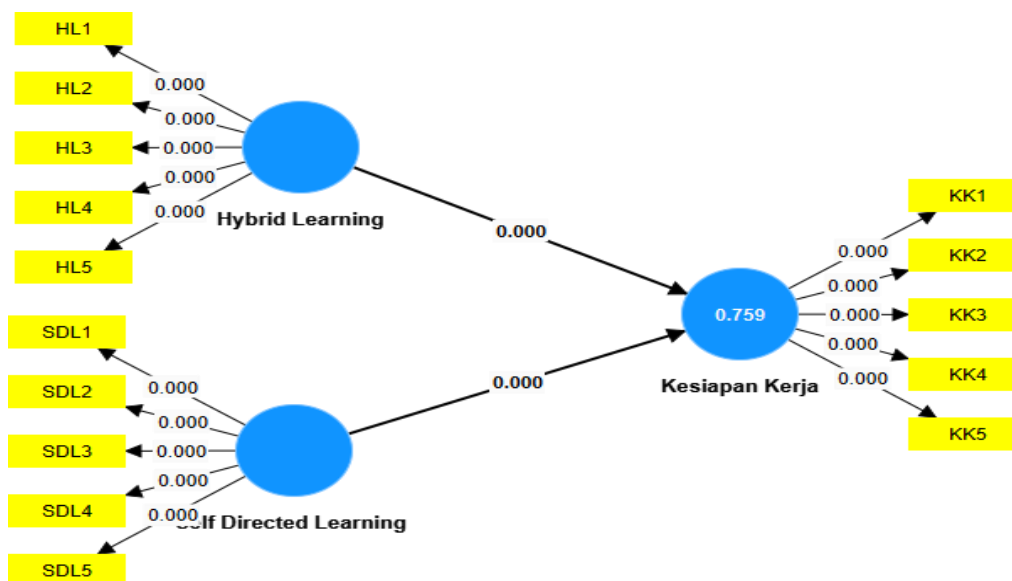 HL1
0.000
HL2
0.000
HL3
0.000
HL4
0.000
HL5
0.000
Hybrid Learning
0.000
SDL1
0.000
SDL2
0.000
SDL3
0.000
SDL4
0.000
SDL5
0.000
Self Directed Learning
0.000
0.759
Kesiapan Kerja
KK1
0.000
KK2
0.000
KK3
0.000
KK4
0.000
KK5
0.000